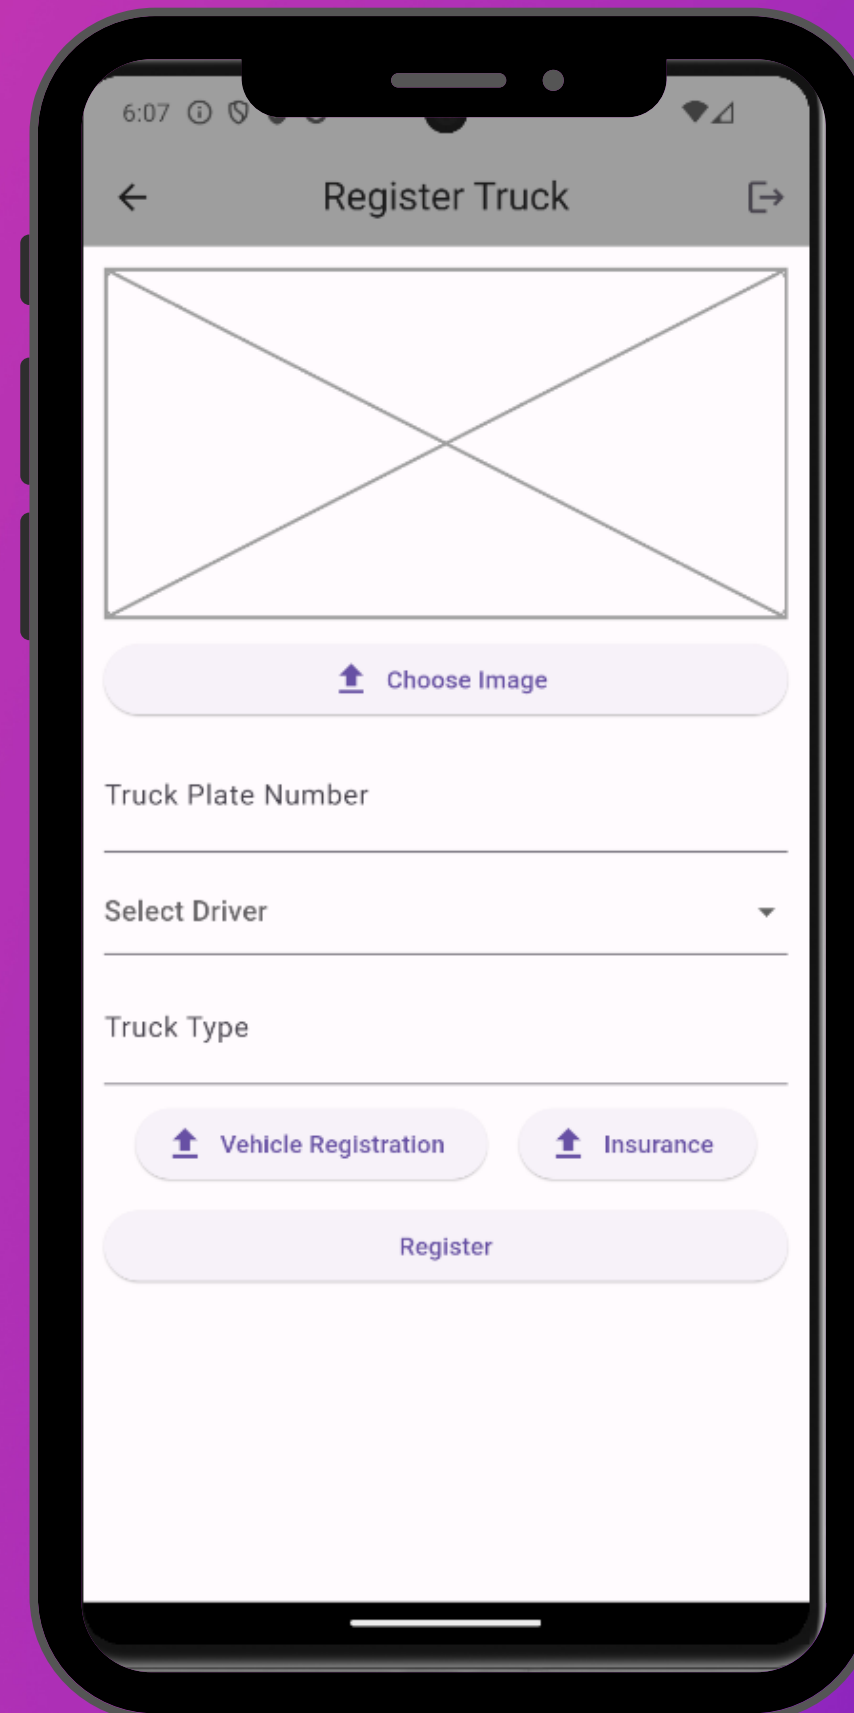 6:07
Register Truck
Choose Image
Truck Plate Number
Select Driver
Truck Type
Vehicle Registration
Insurance
Register